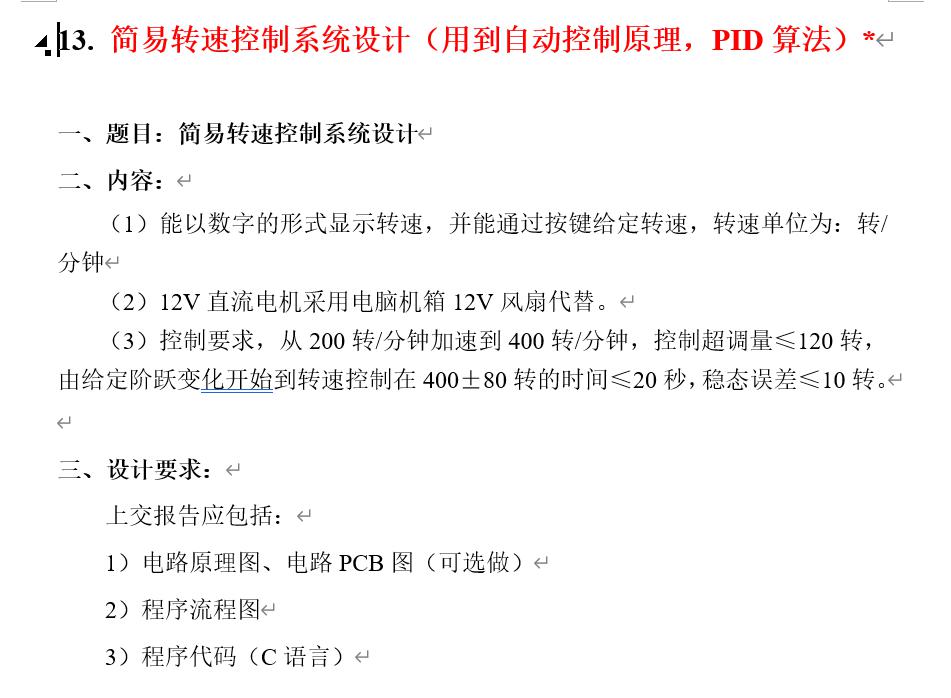 13. 简易转速控制系统设计（用到自动控制原理，PID 算法）*
一、题目：简易转速控制系统设计
二、内容：
（1）能以数字的形式显示转速，并能通过按键给定转速，转速单位为：转/
分钟
（2）12V 直流电机采用电脑机箱 12V 风扇代替。
（3）控制要求，从 200 转/分钟加速到 400 转/分钟，控制超调量≤120 转，
由给定阶跃变化开始到转速控制在 400±80 转的时间≤20 秒，稳态误差≤10 转。
三、设计要求：
上交报告应包括：
1）电路原理图、电路 PCB 图（可选做）
2）程序流程图
3）程序代码（C 语言）